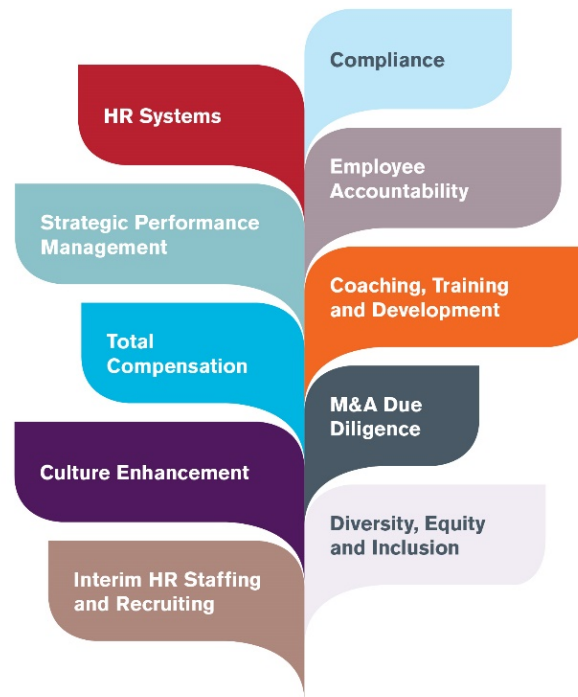 Compliance
HR Systems
Employee
Accountability
Strategic Performance
Management
Coaching, Training
and Development
Total
Compensation
M&A Due
Diligence
Culture Enhancement
Diversity, Equity
and Inclusion
Interim HR Staffing
and Recruiting